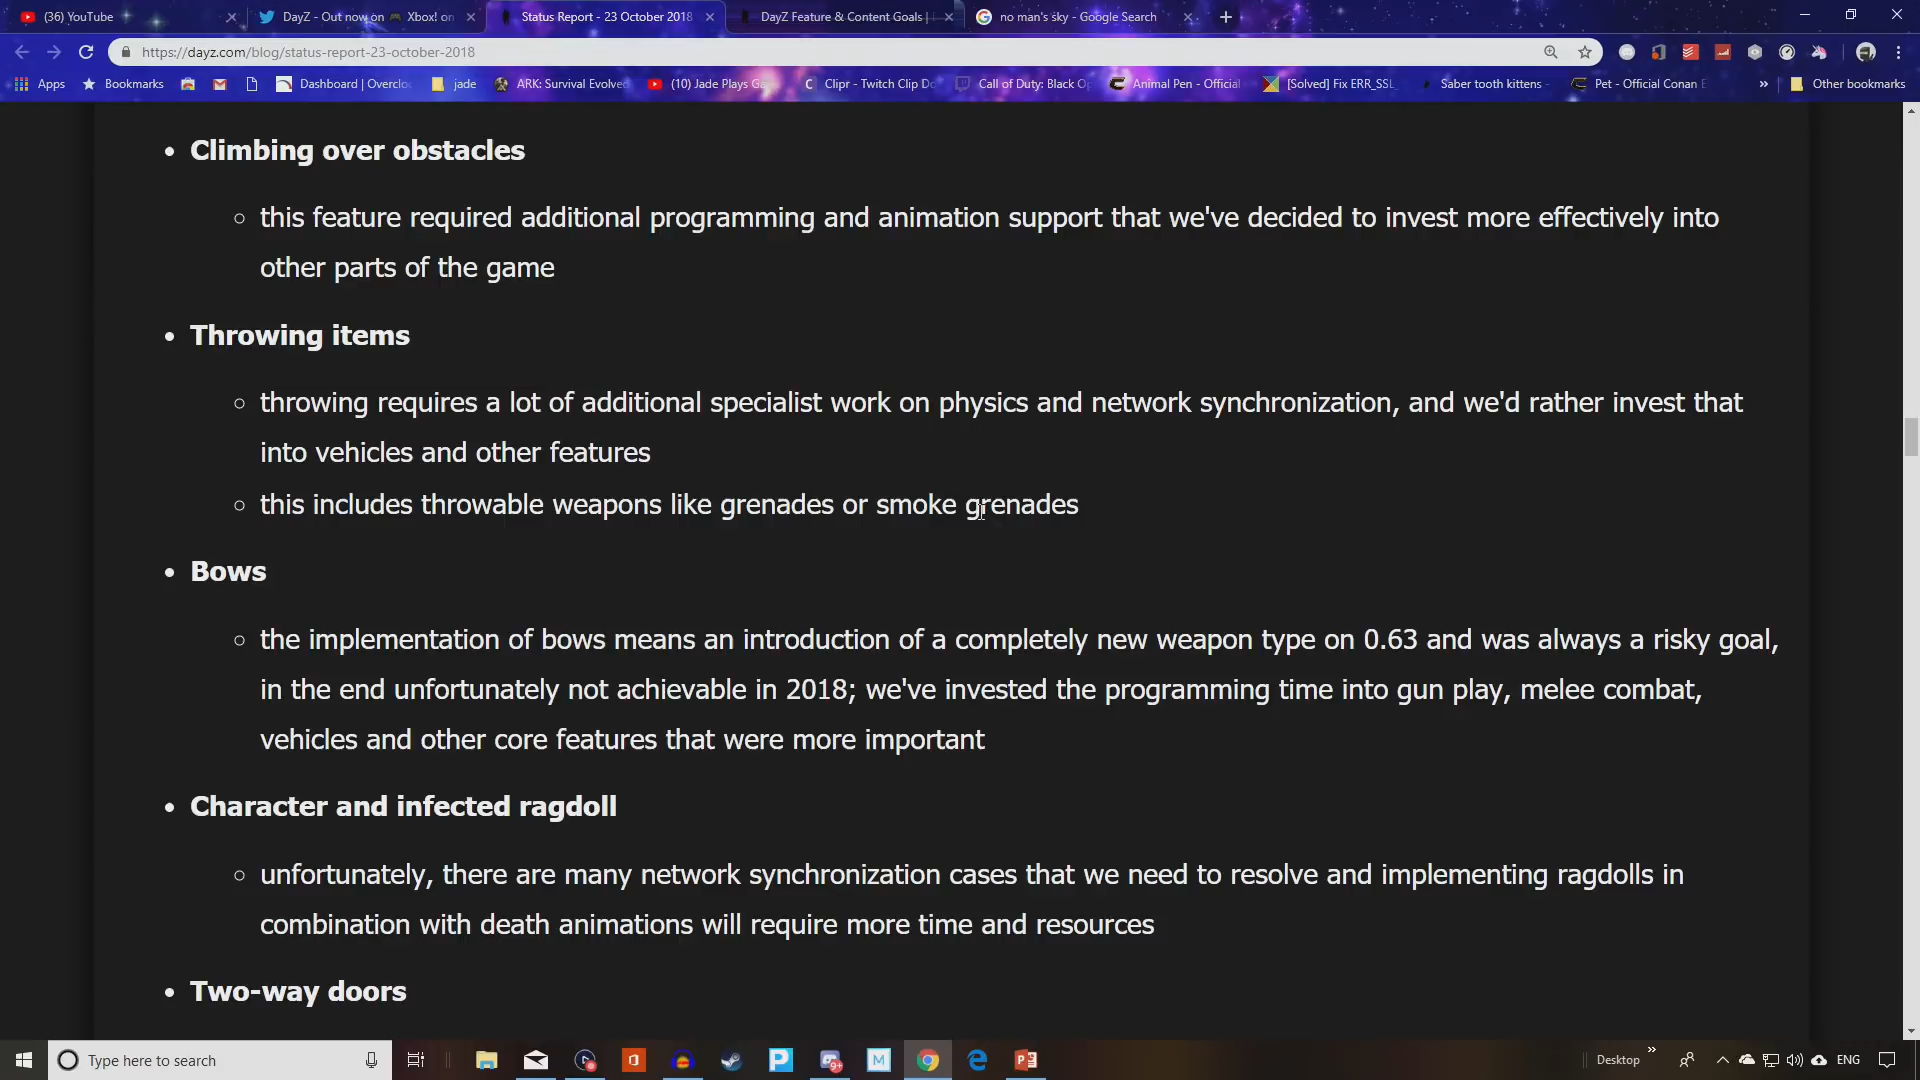 (36) YouTube
DayZ - Out now on 🎮 Xbox! on
Status Report - 23 October 2018
DayZ Feature & Content Goals |
no man's sky - Google Search
https://dayz.com/blog/status-report-23-october-2018
Apps
Bookmarks
Dashboard | Overclo
jade
ARK: Survival Evolved
(10) Jade Plays Ga
Clipr - Twitch Clip Do
Call of Duty: Black Op
Animal Pen - Official
[Solved] Fix ERR_SSL_
Saber tooth kittens -
Pet - Official Conan E
»
Other bookmarks
• Climbing over obstacles
○ this feature required additional programming and animation support that we've decided to invest more effectively into
other parts of the game
• Throwing items
○ throwing requires a lot of additional specialist work on physics and network synchronization, and we'd rather invest that
into vehicles and other features
○ this includes throwable weapons like grenades or smoke grenades
• Bows
○ the implementation of bows means an introduction of a completely new weapon type on 0.63 and was always a risky goal,
in the end unfortunately not achievable in 2018; we've invested the programming time into gun play, melee combat,
vehicles and other core features that were more important
• Character and infected ragdoll
○ unfortunately, there are many network synchronization cases that we need to resolve and implementing ragdolls in
combination with death animations will require more time and resources
• Two-way doors
Type here to search
Desktop
»
ENG